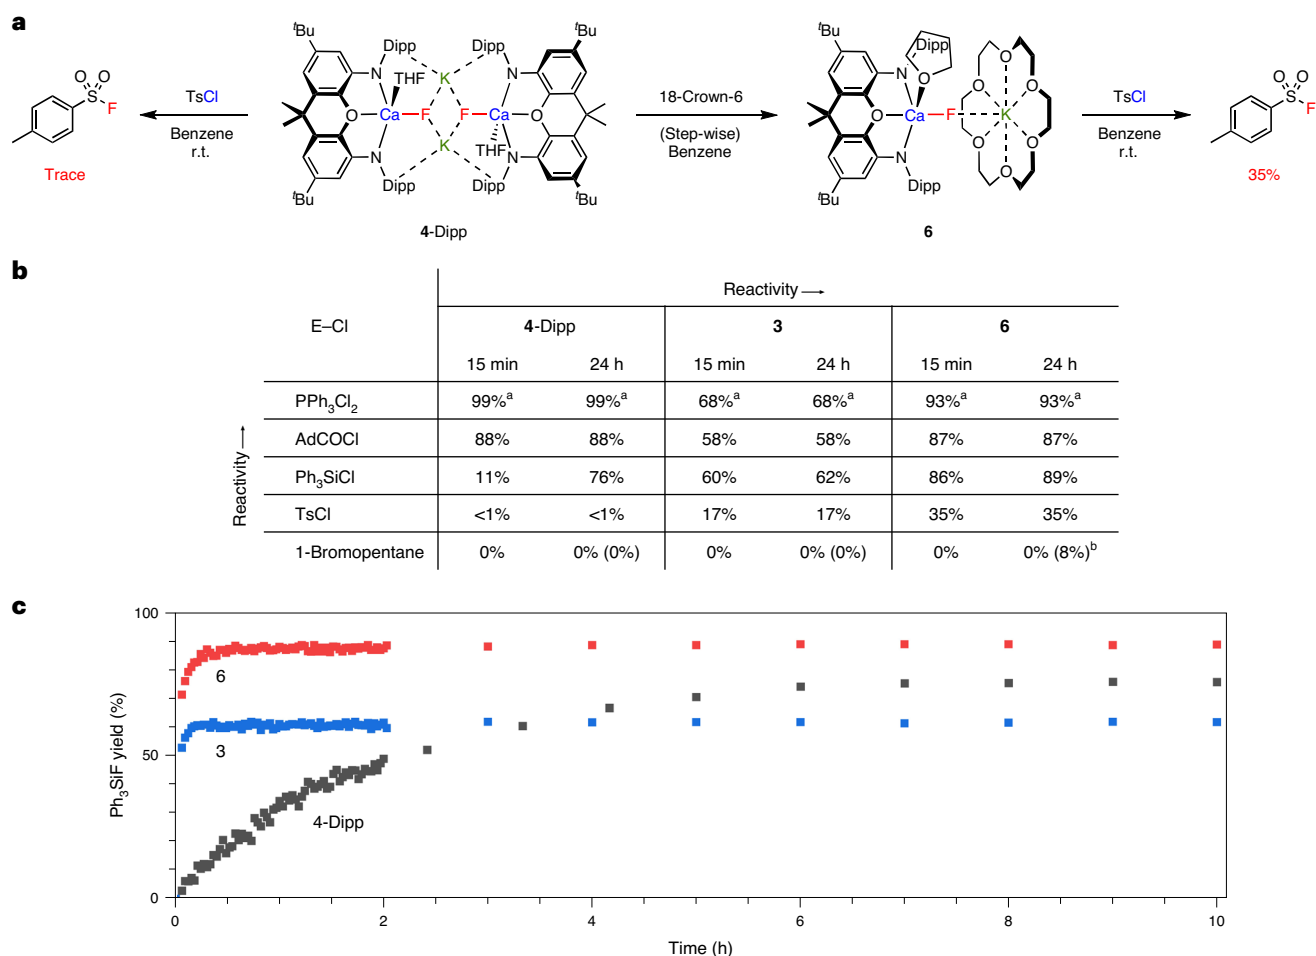 a
TsCl
Benzene
r.t.
O
O
S
F
Trace
tBu
tBu
Dipp
Dipp
K
N
THF
N
O
Ca
F
F
Ca
O
N
THF
N
K
Dipp
Dipp
tBu
tBu
4-Dipp
18-Crown-6
(Step-wise)
Benzene
tBu
Dipp
O
N
O
Ca
F
K
N
Dipp
tBu
O
O
O
O
O
O
6
TsCl
Benzene
r.t.
O
O
S
F
35%
b
Reactivity
E–Cl
4-Dipp
3
6
15 min
24 h
15 min
24 h
15 min
24 h
Reactivity
PPh3Cl2
99%a
99%a
68%a
68%a
93%a
93%a
AdCOCl
88%
88%
58%
58%
87%
87%
Ph3SiCl
11%
76%
60%
62%
86%
89%
TsCl
<1%
<1%
17%
17%
35%
35%
1-Bromopentane
0%
0% (0%)
0%
0% (0%)
0%
0% (8%)b
c
Ph3SiF yield (%)
100
50
0
6
3
4-Dipp
0
2
4
6
8
10
Time (h)